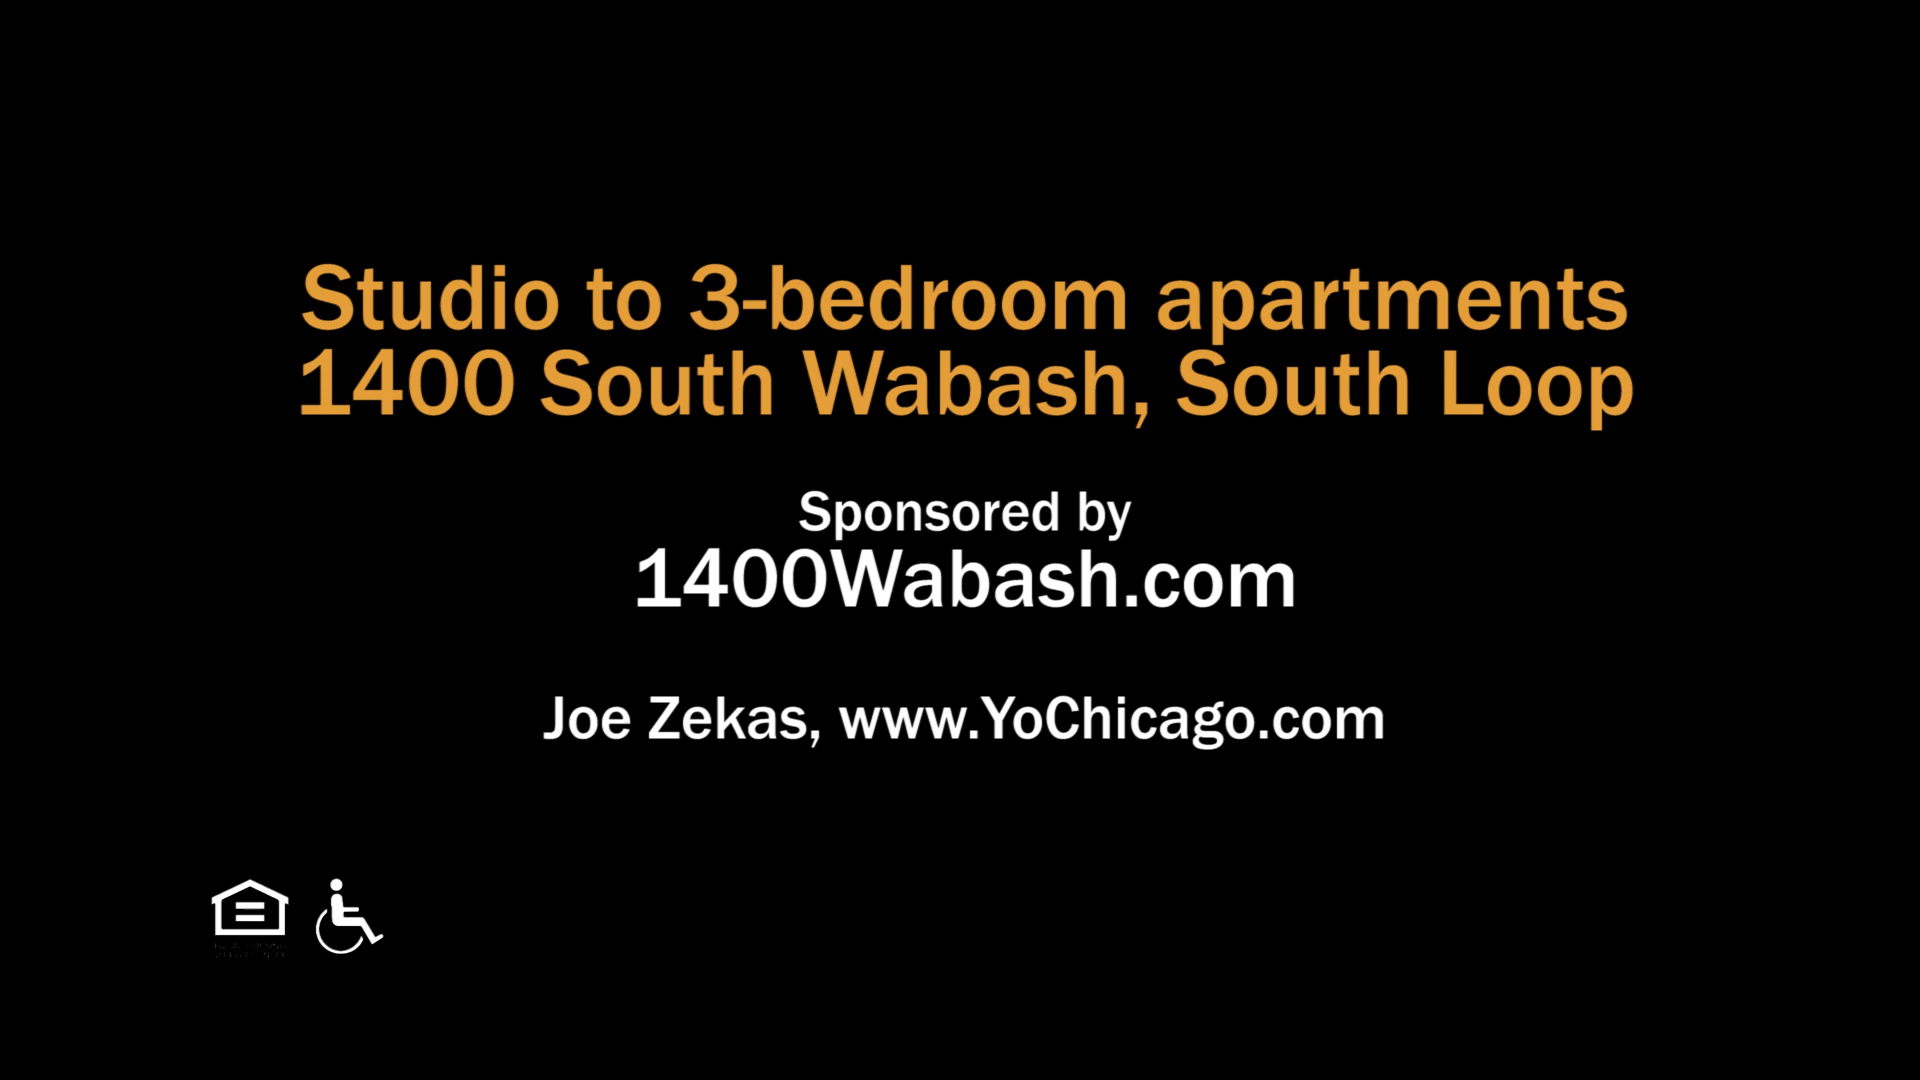 Studio to 3-bedroom apartments
1400 South Wabash, South Loop
Sponsored by
1400Wabash.com
Joe Zekas, www.YoChicago.com